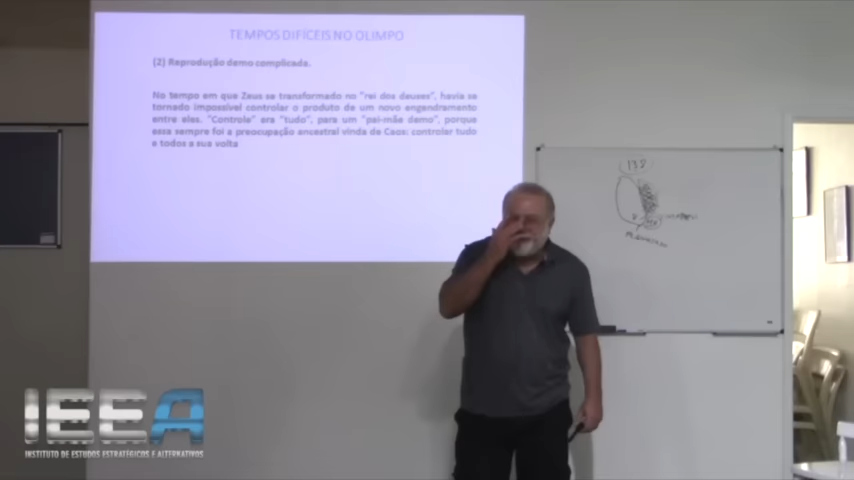 TEMPOS DIFÍCEIS NO OLIMPO
(2) Reprodução demo complicada.
No tempo em que Zeus se transformado no "rei dos deuses", havia se
tornado impossível controlar o produto de um novo engendramento
entre eles. "Controle" era "tudo", para um "pai-mãe demo", porque
essa sempre foi a preocupação ancestral vinda de Caos: controlar tudo
e todos a sua volta
132
IEEA
INSTITUTO DE ESTUDOS ESTRATÉGICOS E ALTERNATIVOS